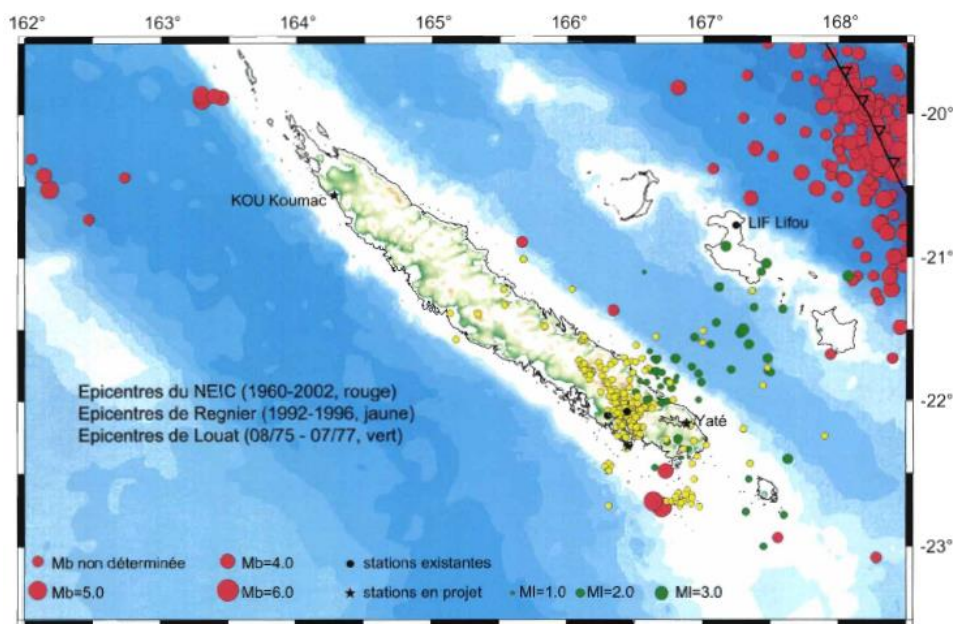 162° 163° 164° 165° 166° 167° 168°
-20°
KOU Koumac
LIF Lifou
-21°
Epicentres du NEIC (1960-2002, rouge)
Epicentres de Regnier (1992-1996, jaune)
Epicentres de Louat (08/75 - 07/77, vert)
-22°
Yaté
-23°
Mb non déterminée Mb=4.0 stations existantes
Mb=5.0 Mb=6.0 stations en projet Ml=1.0 Ml=2.0 Ml=3.0